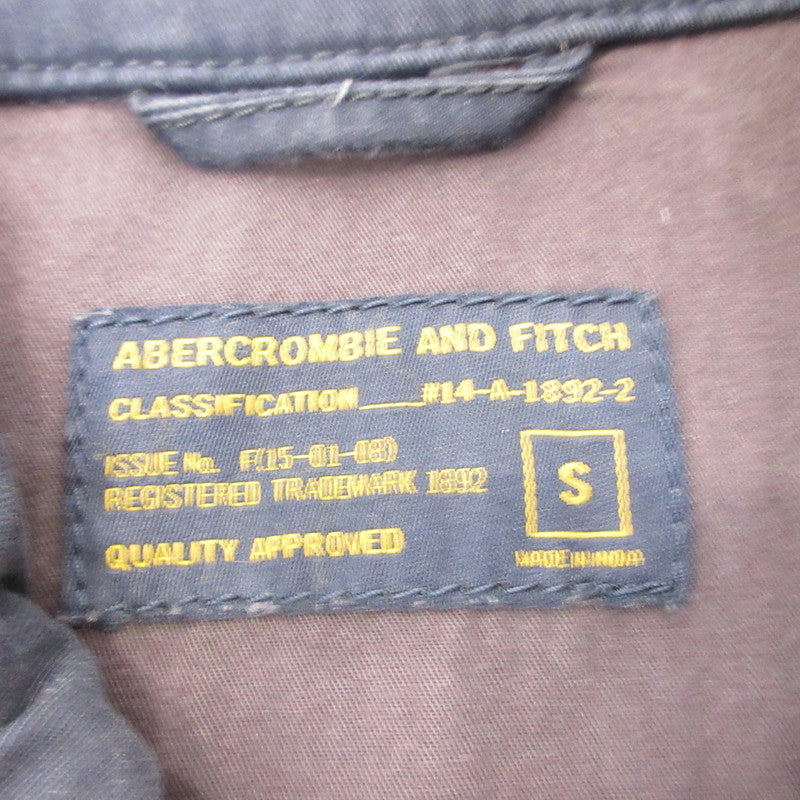 ABERCROMBIE AND FITCH
CLASSIFICATION____#14-A-1892-2
ISSUE No. F(15-01-08)
REGISTERED TRADEMARK 1892
S
QUALITY APPROVED
MADE IN INDIA